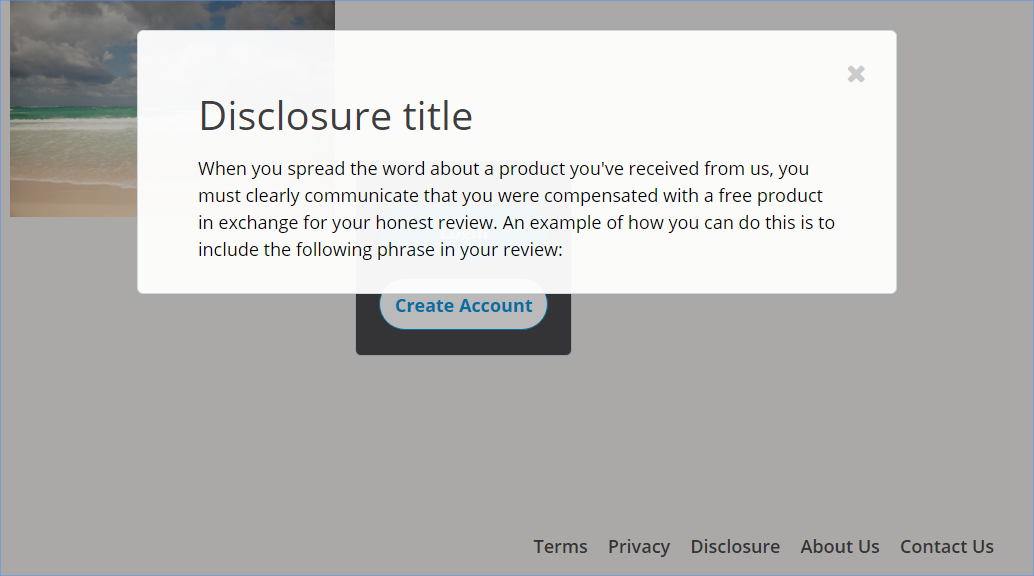 Disclosure title
When you spread the word about a product you've received from us, you
must clearly communicate that you were compensated with a free product
in exchange for your honest review. An example of how you can do this is to
include the following phrase in your review:
Create Account
Terms Privacy Disclosure About Us Contact Us